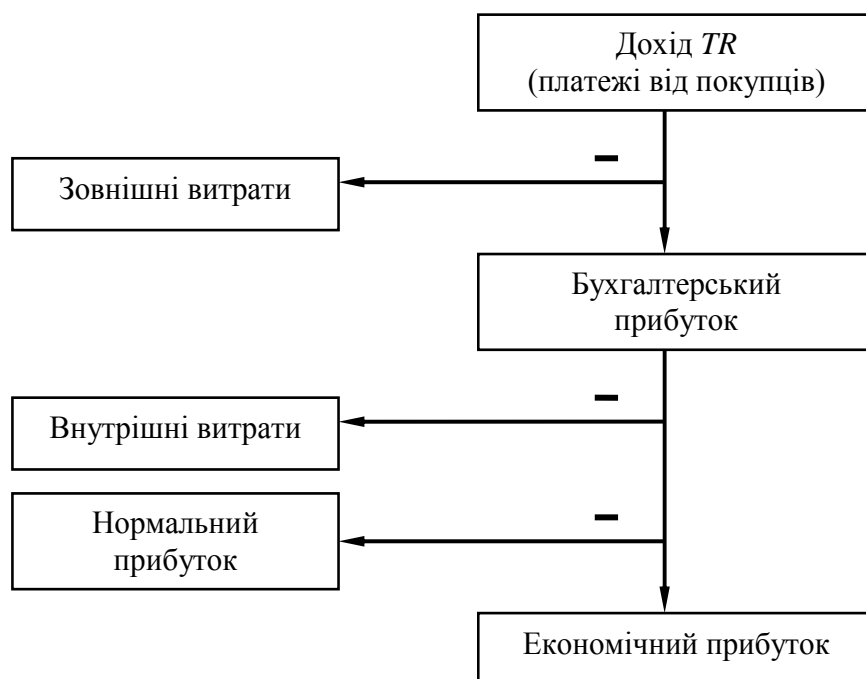 Дохід TR
(платежі від покупців)
–
Зовнішні витрати
Бухгалтерський
прибуток
–
Внутрішні витрати
–
Нормальний
прибуток
Економічний прибуток